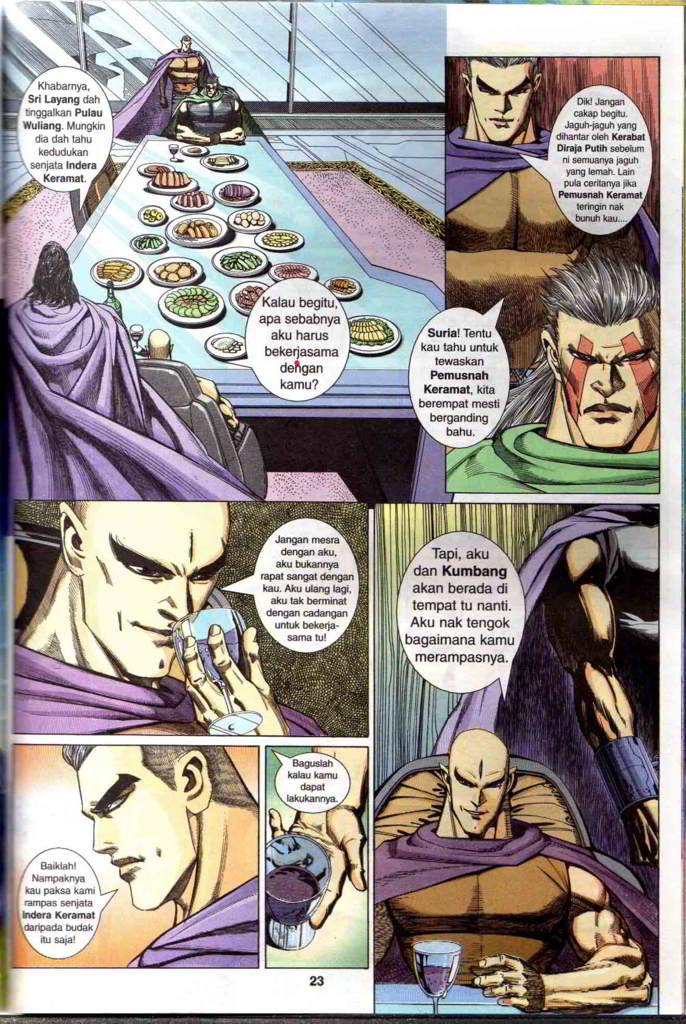 Khabarnya,
Sri Layang dah
tinggalkan Pulau
Wuliang. Mungkin
dia dah tahu
kedudukan
senjata Indera
Keramat.
Kalau begitu,
apa sebabnya
aku harus
bekerjasama
dengan
kamu?
Dik! Jangan
cakap begitu.
Jaguh-jaguh yang
dihantar oleh Kerabat
Diraja Putih sebelum
ni semuanya jaguh
yang lemah. Lain
pula ceritanya jika
Pemusnah Keramat
teringin nak
bunuh kau....
Suria! Tentu
kau tahu untuk
tewaskan
Pemusnah
Keramat, kita
berempat mesti
berganding
bahu.
Jangan mesra
dengan aku,
aku bukannya
rapat sangat dengan
kau. Aku ulang lagi,
aku tak berminat
dengan cadangan
untuk bekerja-
sama tu!
Tapi, aku
dan Kumbang
akan berada di
tempat tu nanti.
Aku nak tengok
bagaimana kamu
merampasnya.
Baiklah!
Nampaknya
kau paksa kami
rampas senjata
Indera Keramat
daripada budak
itu saja!
Baguslah
kalau kamu
dapat
lakukannya.
23